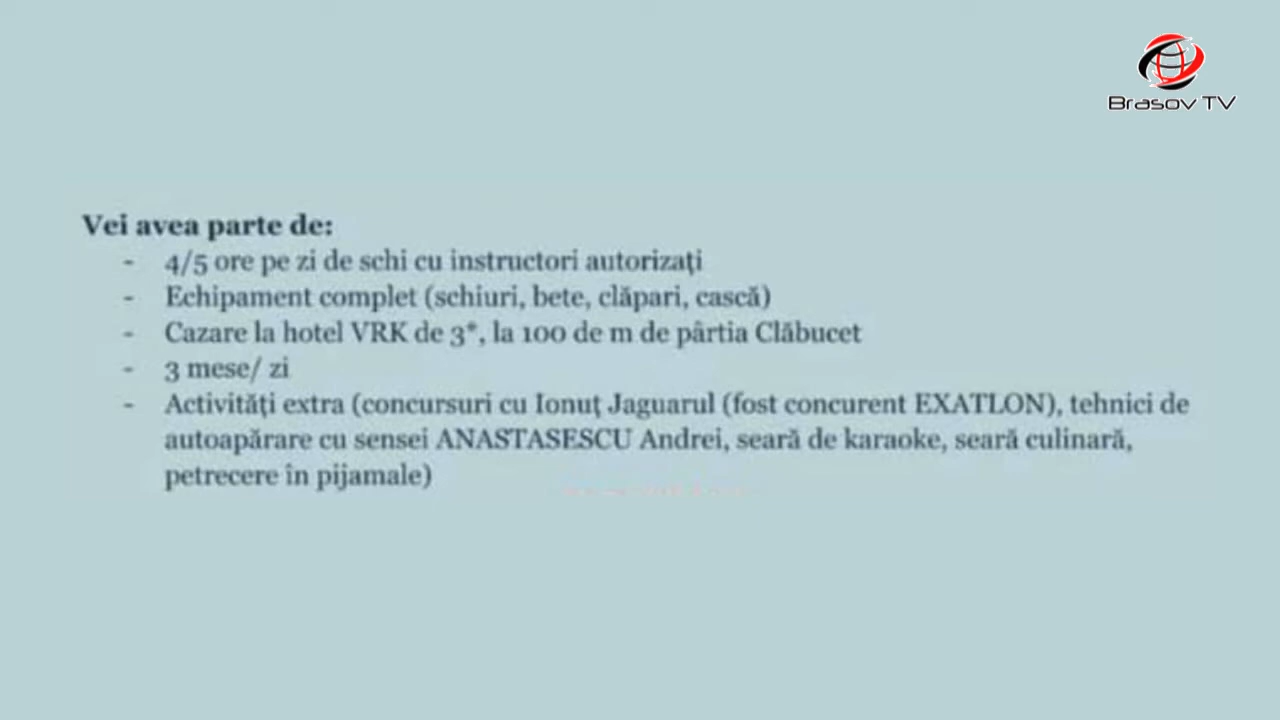 Brasov TV
Vei avea parte de:
- 4/5 ore pe zi de schi cu instructori autorizați
- Echipament complet (schiuri, bete, clăpari, cască)
- Cazare la hotel VRK de 3*, la 100 de m de pârtia Clăbucet
- 3 mese/ zi
- Activități extra (concursuri cu Ionuț Jaguarul (fost concurent EXATLON), tehnici de
autoapărare cu sensei ANASTASESCU Andrei, seară de karaoke, seară culinară,
petrecere în pijamale)